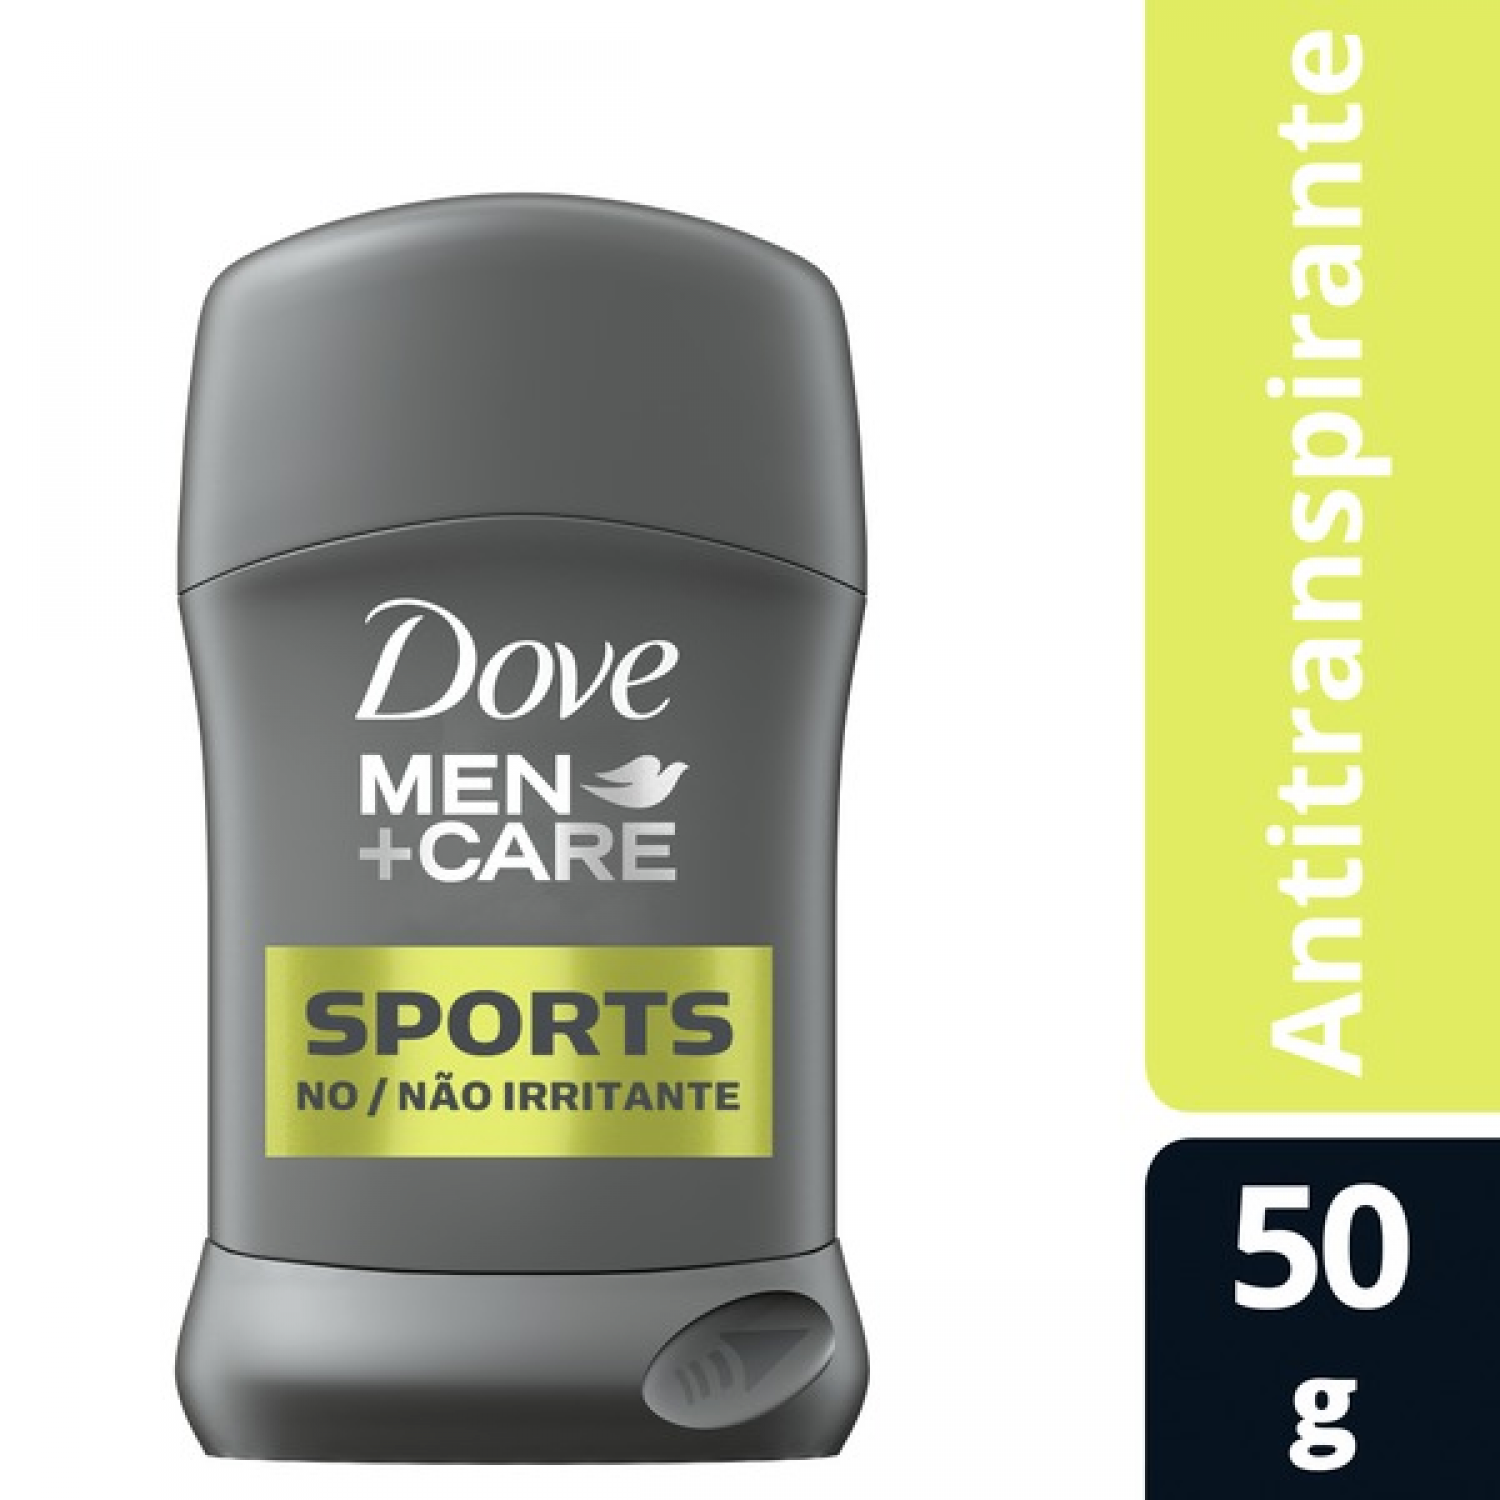 Dove
MEN
+CARE
SPORTS
NO / NÃO IRRITANTE
Antitranspirante
50
g